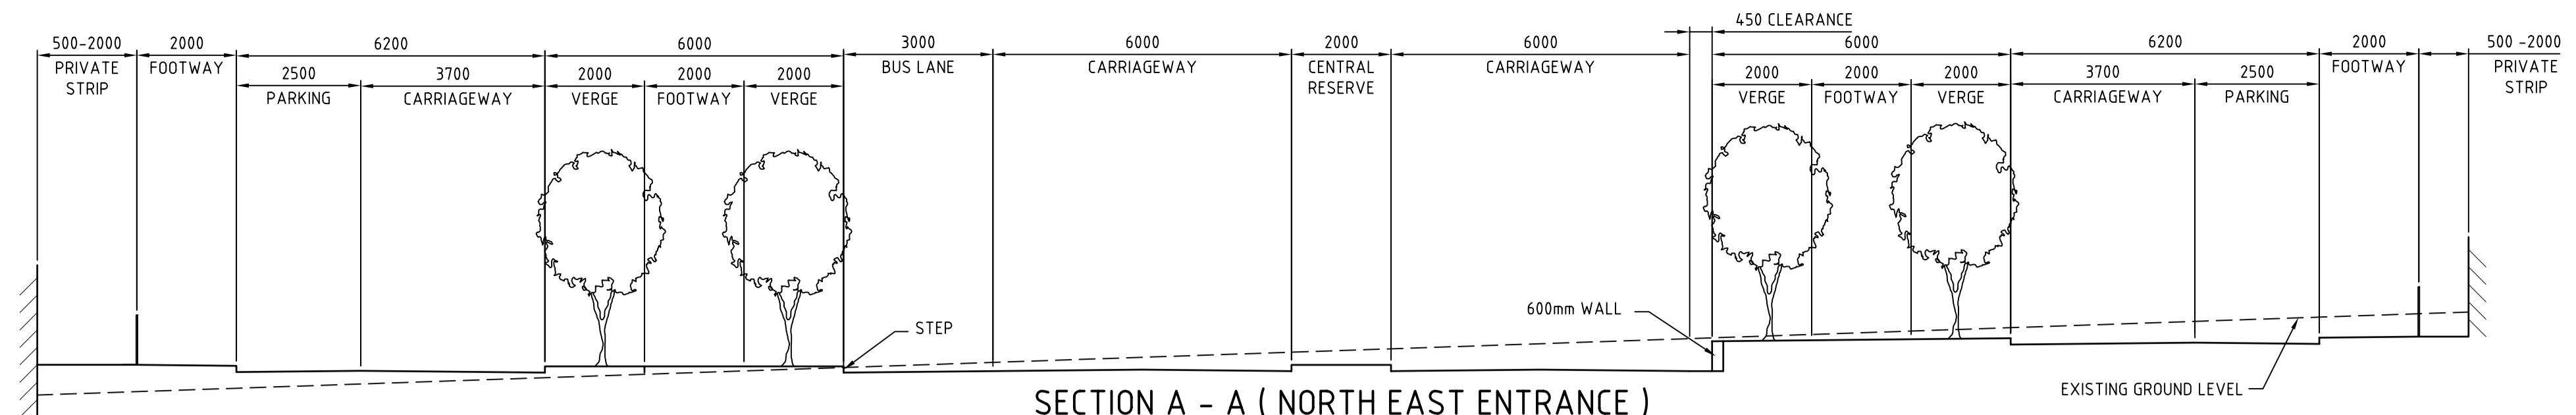 450 CLEARANCE
500-2000 2000 6200 6000 3000 6000 2000 6000 6000 6200 2000 500 -2000
PRIVATE STRIP
FOOTWAY
2500
PARKING
3700
CARRIAGEWAY
2000
VERGE
2000
FOOTWAY
2000
VERGE
BUS LANE
CARRIAGEWAY
CENTRAL
RESERVE
CARRIAGEWAY
2000
VERGE
2000
FOOTWAY
2000
VERGE
3700
CARRIAGEWAY
2500
PARKING
FOOTWAY
PRIVATE
STRIP
600mm WALL
STEP
EXISTING GROUND LEVEL
SECTION A - A ( NORTH EAST ENTRANCE )